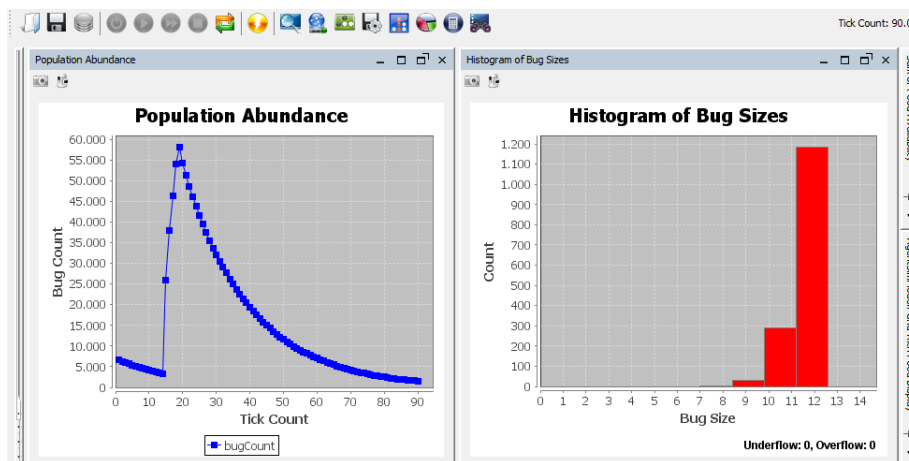 Tick Count: 90.0
Population Abundance
Histogram of Bug Sizes
Population Abundance
60.000
55.000
50.000
45.000
40.000
35.000
30.000
25.000
20.000
15.000
10.000
5.000
0
Bug Count
0 10 20 30 40 50 60 70 80 90
Tick Count
bugCount
Histogram of Bug Sizes
1.200
1.100
1.000
900
800
700
600
500
400
300
200
100
0
Count
0 1 2 3 4 5 6 7 8 9 10 11 12 13 14
Bug Size
Underflow: 0, Overflow: 0